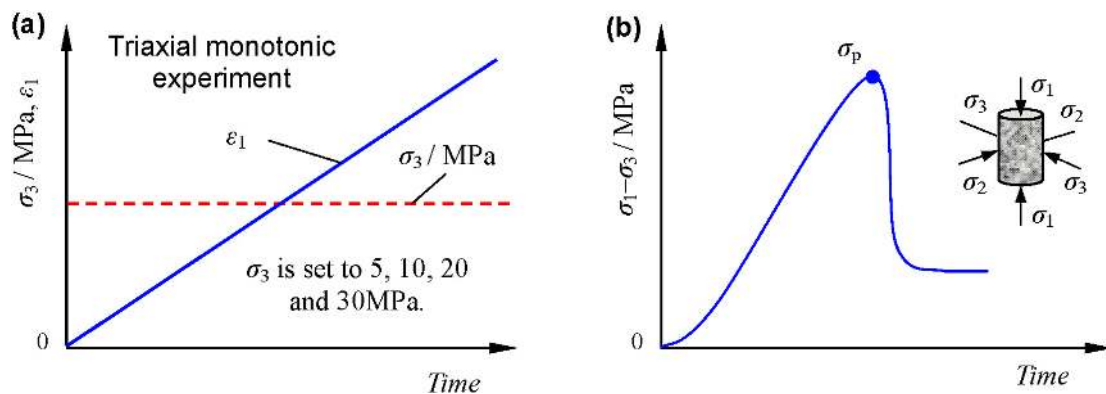 (a)
Triaxial monotonic
experiment
σ₃ / MPa, ε₁
ε₁
σ₃ / MPa
σ₃ is set to 5, 10, 20
and 30MPa.
0
Time
(b)
σₚ
σ₁–σ₃ / MPa
σ₁
σ₃
σ₂
σ₂
σ₃
σ₁
0
Time